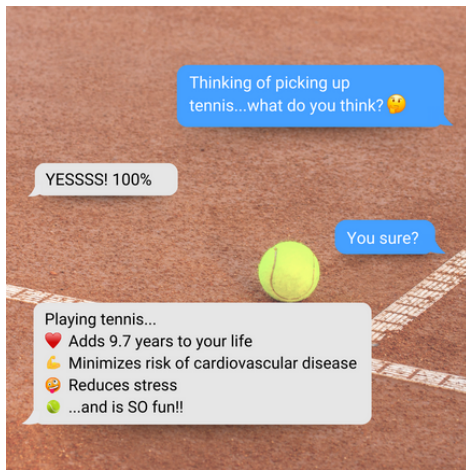 Thinking of picking up
tennis...what do you think? 🤔
YESSSS! 100%
You sure?
Playing tennis...
❤️ Adds 9.7 years to your life
💪 Minimizes risk of cardiovascular disease
🤪 Reduces stress
🎾 ...and is SO fun!!